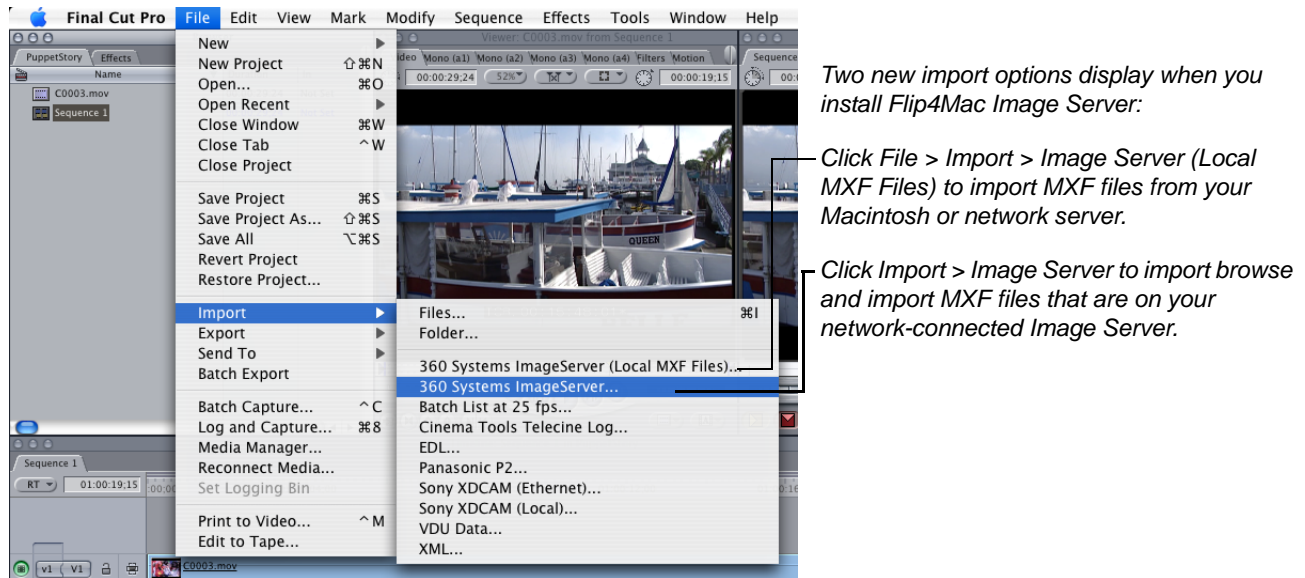 Final Cut Pro File Edit View Mark Modify Sequence Effects Tools Window Help
Viewer: C0003.mov from Sequence 1
PuppetStory Effects
Name
C0003.mov
Sequence 1
Mono (a1) Mono (a2) Mono (a3) Mono (a4) Filters Motion
00:00:29;24 52% 00:00:19;15
Sequence
New
New Project ⇧⌘N
Open... ⌘O
Open Recent
Close Window ⌘W
Close Tab ^W
Close Project
Save Project ⌘S
Save Project As... ⇧⌘S
Save All ⌥⌘S
Revert Project
Restore Project...
Import
Export
Send To
Batch Export
Batch Capture... ^C
Log and Capture... ⌘8
Media Manager...
Reconnect Media...
Set Logging Bin
Print to Video... ^M
Edit to Tape...
QUEEN
Files... ⌘I
Folder...
360 Systems ImageServer (Local MXF Files)...
360 Systems ImageServer...
Batch List at 25 fps...
Cinema Tools Telecine Log...
EDL...
Panasonic P2...
Sony XDCAM (Ethernet)...
Sony XDCAM (Local)...
VDU Data...
XML...
Sequence 1
RT 01:00:19;15
v1 V1
C0003.mov
Two new import options display when you
install Flip4Mac Image Server:
Click File > Import > Image Server (Local
MXF Files) to import MXF files from your
Macintosh or network server.
Click Import > Image Server to import browse
and import MXF files that are on your
network-connected Image Server.